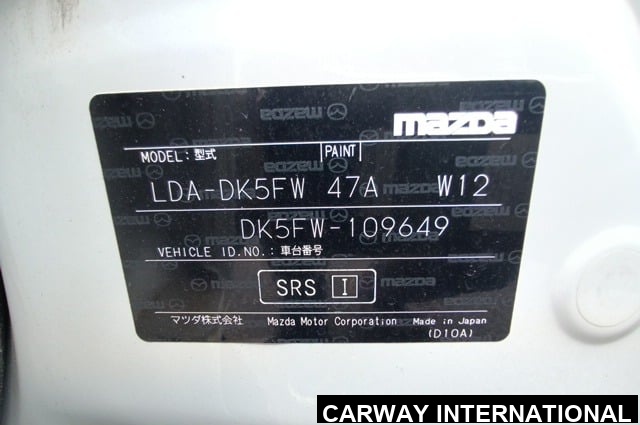 mazda
MODEL: 型式 PAINT
LDA-DK5FW 47A W12
DK5FW-109649
VEHICLE ID.NO.: 車台番号
SRS I
マツダ株式会社 Mazda Motor Corporation Made in Japan
(D10A)
CARWAY INTERNATIONAL